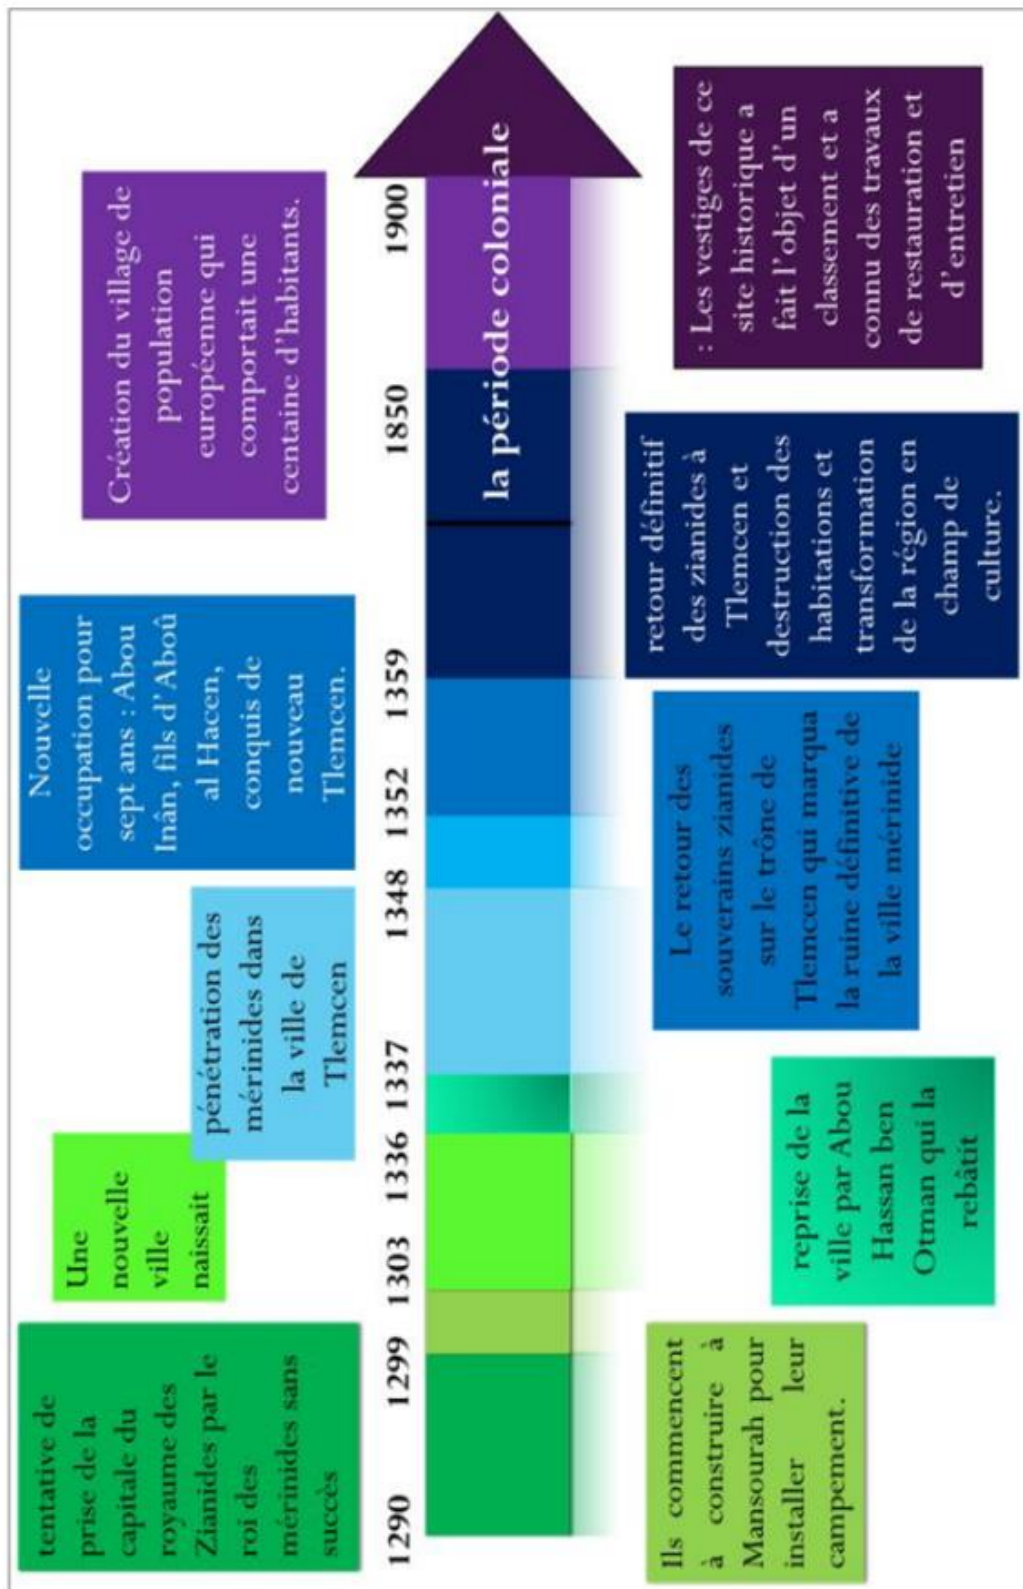 tentative de
prise de la
capitale du
royaume des
Zianides par le
roi des
mérinides sans
succès
Une
nouvelle
ville
naissait
pénétration des
mérinides dans
la ville de
Tlemcen
Nouvelle
occupation pour
sept ans : Abou
Inân, fils d'Aboû
al Hacen,
conquis de
nouveau
Tlemcen.
Création du village de
population
européenne qui
comportait une
centaine d'habitants.
1290
1299
1303
1336
1337
1348
1352
1359
1850
1900
la période coloniale
Ils commencent
à construire à
Mansourah pour
installer leur
campement.
reprise de la
ville par Abou
Hassan ben
Otman qui la
rebâtit
Le retour des
souverains zianides
sur le trône de
Tlemcen qui marqua
la ruine définitive de
la ville mérinide
retour définitif
des zianides à
Tlemcen et
destruction des
habitations et
transformation
de la région en
champ de
culture.
: Les vestiges de ce
site historique a
fait l'objet d'un
classement et a
connu des travaux
de restauration et
d'entretien